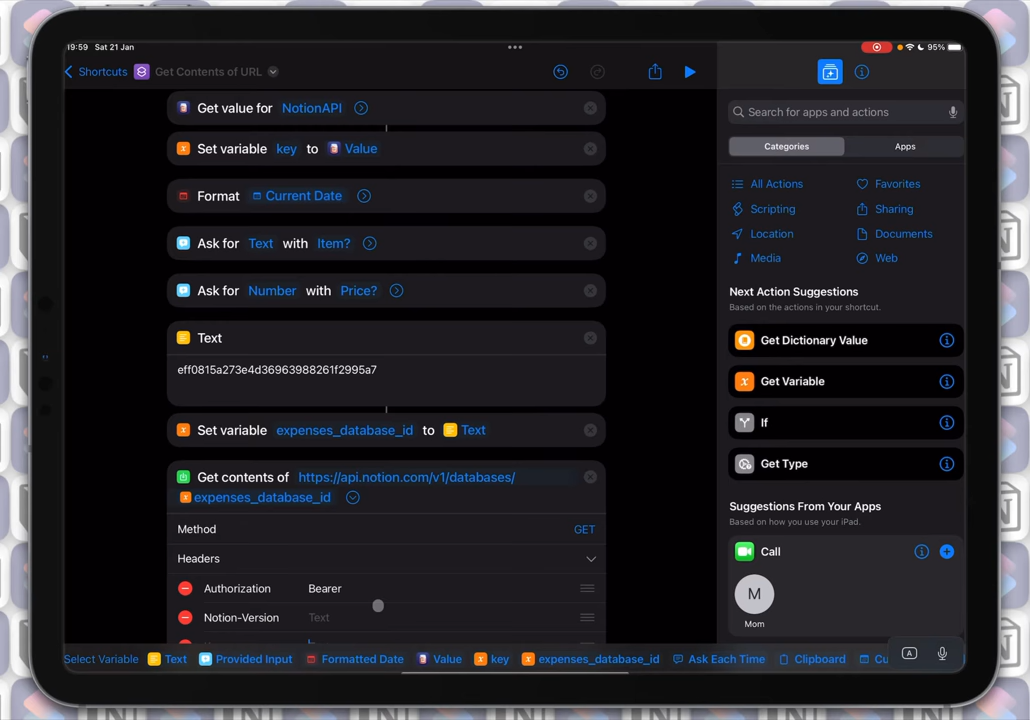 19:59 Sat 21 Jan
95%
Shortcuts Get Contents of URL
Get value for NotionAPI
Set variable key to Value
Format Current Date
Ask for Text with Item?
Ask for Number with Price?
Text
eff0815a273e4d36963988261f2995a7
Set variable expenses_database_id to Text
Get contents of https://api.notion.com/v1/databases/
expenses_database_id
Method GET
Headers
Authorization Bearer
Notion-Version Text
Select Variable Text Provided Input Formatted Date Value key expenses_database_id Ask Each Time Clipboard Cu
Search for apps and actions
Categories Apps
All Actions Favorites
Scripting Sharing
Location Documents
Media Web
Next Action Suggestions
Based on the actions in your shortcut.
Get Dictionary Value
Get Variable
If
Get Type
Suggestions From Your Apps
Based on how you use your iPad.
Call
M
Mom
A